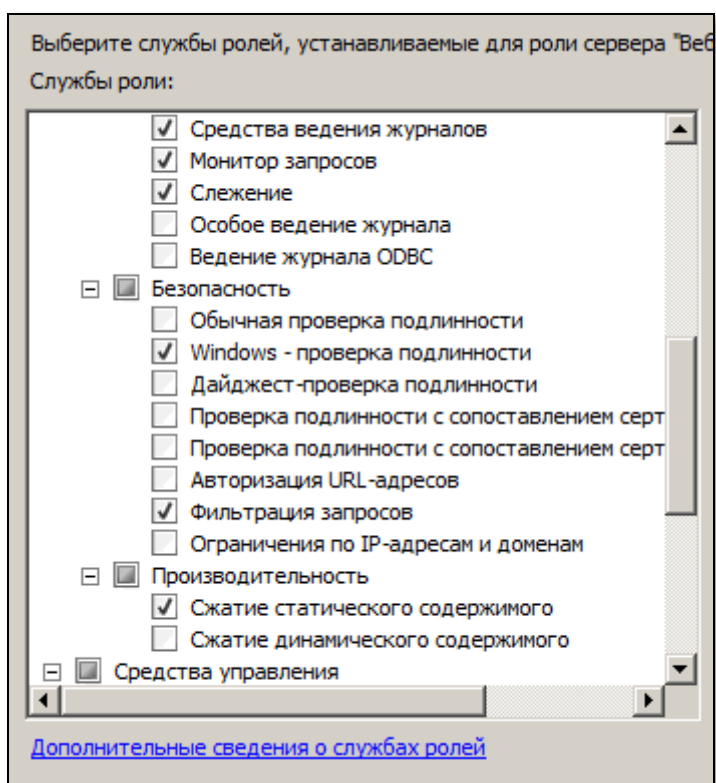 Выберите службы ролей, устанавливаемые для роли сервера "Веб
Службы роли:
Средства ведения журналов
Монитор запросов
Слежение
Особое ведение журнала
Ведение журнала ODBC
Безопасность
Обычная проверка подлинности
Windows - проверка подлинности
Дайджест-проверка подлинности
Проверка подлинности с сопоставлением серт
Проверка подлинности с сопоставлением серт
Авторизация URL-адресов
Фильтрация запросов
Ограничения по IP-адресам и доменам
Производительность
Сжатие статического содержимого
Сжатие динамического содержимого
Средства управления
Дополнительные сведения о службах ролей